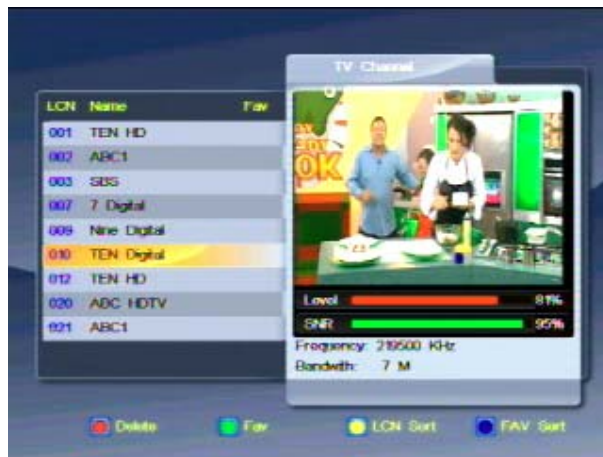 TV Channel
LCN Name Fav
001 TEN HD
002 ABC1
003 SBS
007 7 Digital
009 Nine Digital
010 TEN Digital
012 TEN HD
020 ABC HDTV
021 ABC1
OK
Level 81%
SNR 95%
Frequency: 219500 KHz
Bandwith: 7 M
Delete Fav LCN Sort FAV Sort